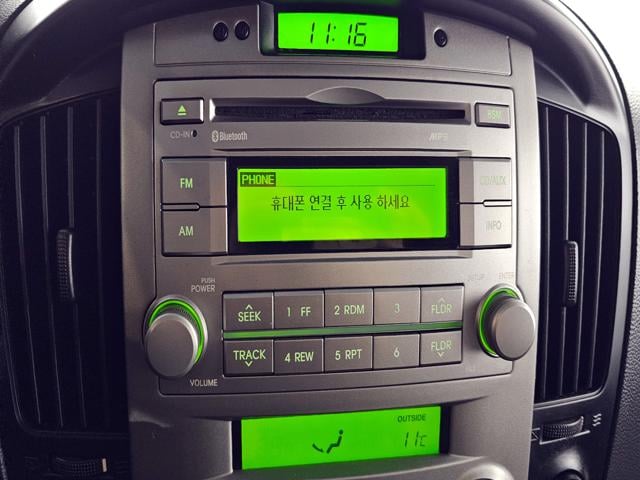 11:16
CD-IN
Bluetooth
MP3
FM
AM
PHONE
휴대폰 연결 후 사용 하세요
CD/AUX
INFO
PUSH
POWER
VOLUME
SEEK
1 FF
2 RDM
3
FLDR
TRACK
4 REW
5 RPT
6
FLDR
SETUP
ENTER
FILE
OUTSIDE
11℃